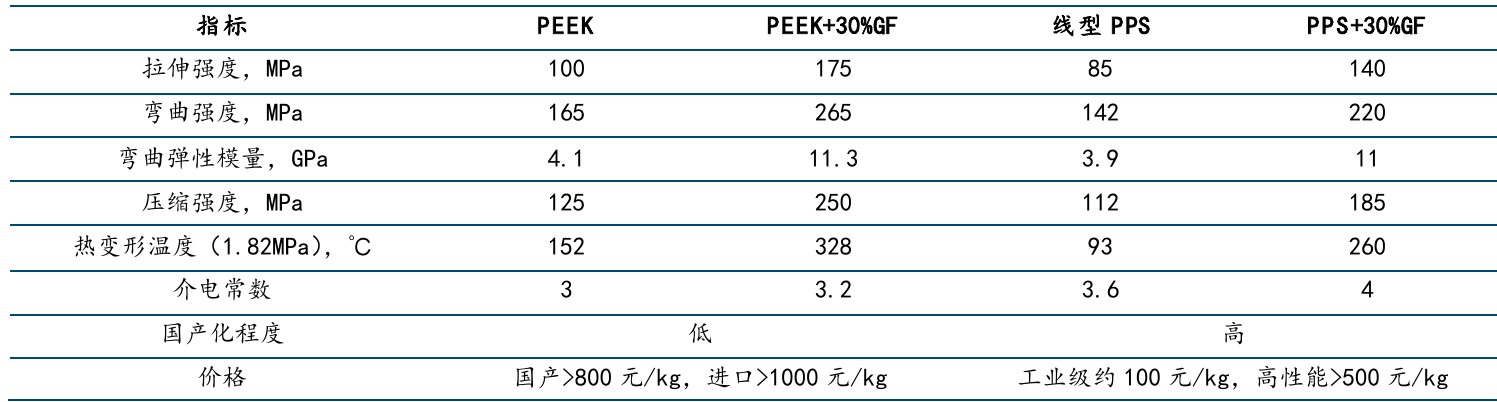 指标 PEEK PEEK+30%GF 线型 PPS PPS+30%GF
拉伸强度，MPa 100 175 85 140
弯曲强度，MPa 165 265 142 220
弯曲弹性模量，GPa 4.1 11.3 3.9 11
压缩强度，MPa 125 250 112 185
热变形温度（1.82MPa），℃ 152 328 93 260
介电常数 3 3.2 3.6 4
国产化程度 低 高
价格 国产>800 元/kg，进口>1000 元/kg 工业级约 100 元/kg，高性能>500 元/kg